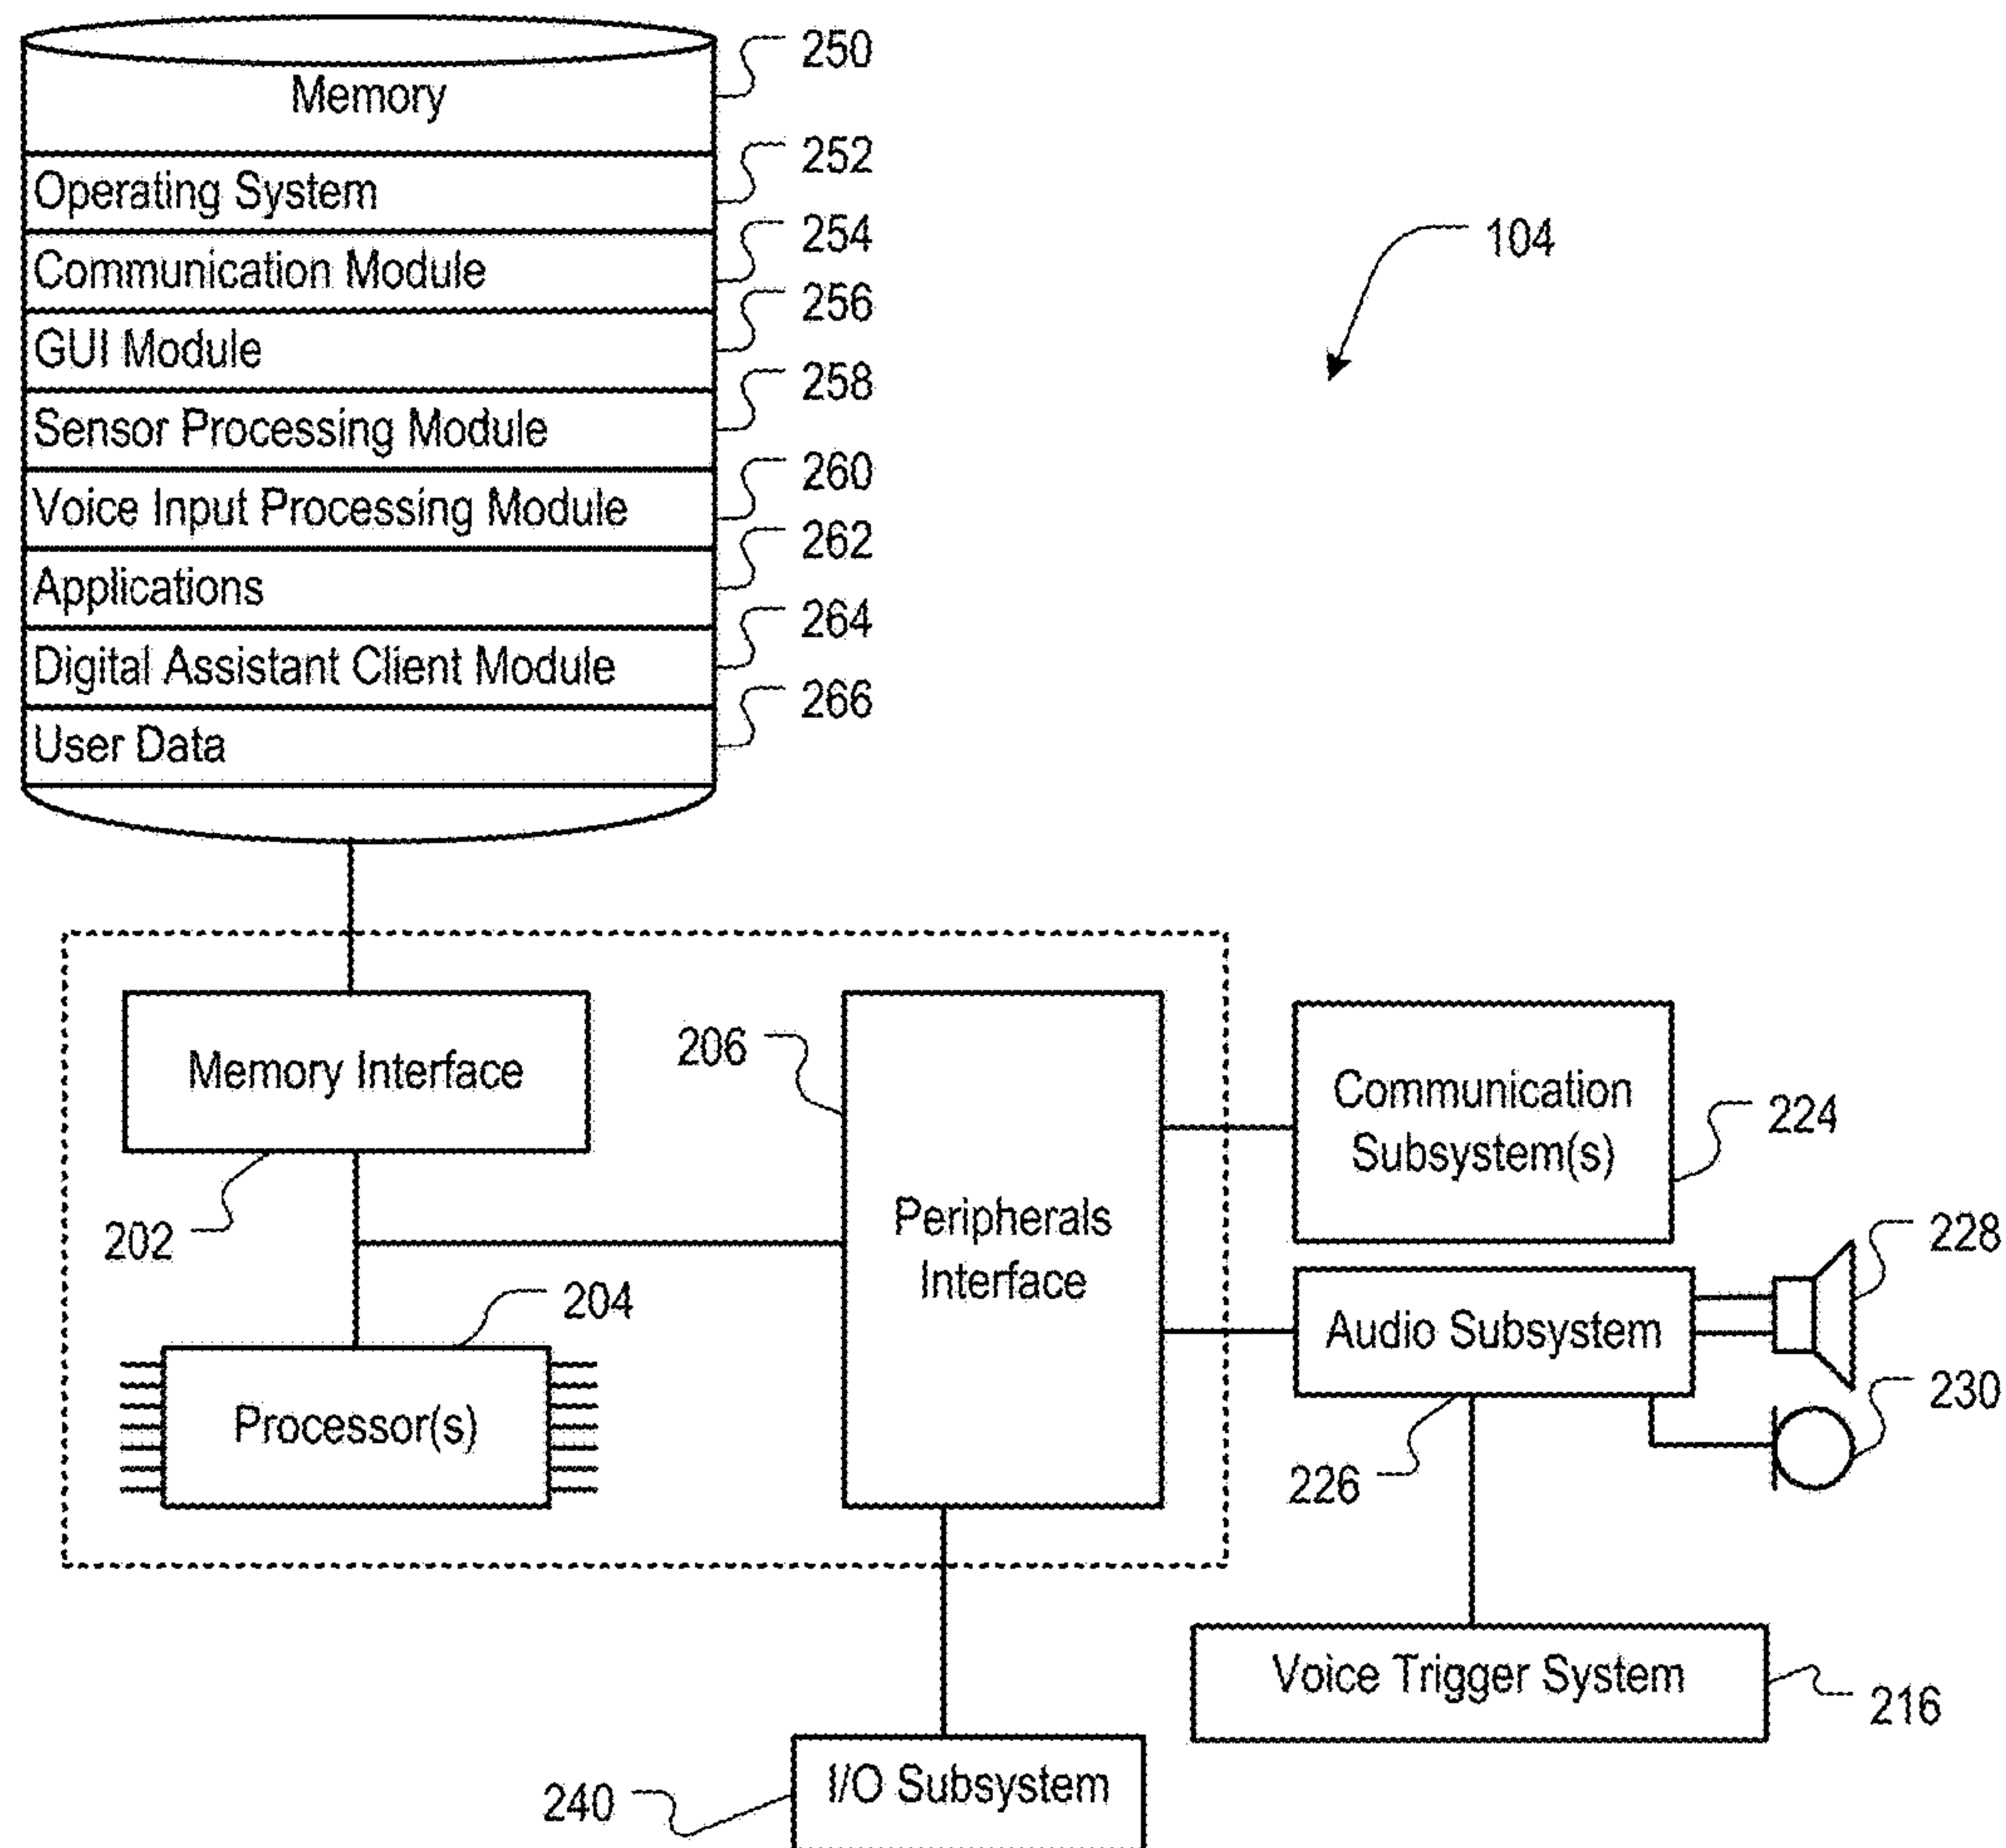 Memory
250
Operating System
252
Communication Module
254
GUI Module
256
Sensor Processing Module
258
Voice Input Processing Module
260
Applications
262
Digital Assistant Client Module
264
User Data
266
104
Memory Interface
202
206
Peripherals
Interface
Communication
Subsystem(s)
224
204
Processor(s)
Audio Subsystem
226
228
230
Voice Trigger System
216
I/O Subsystem
240